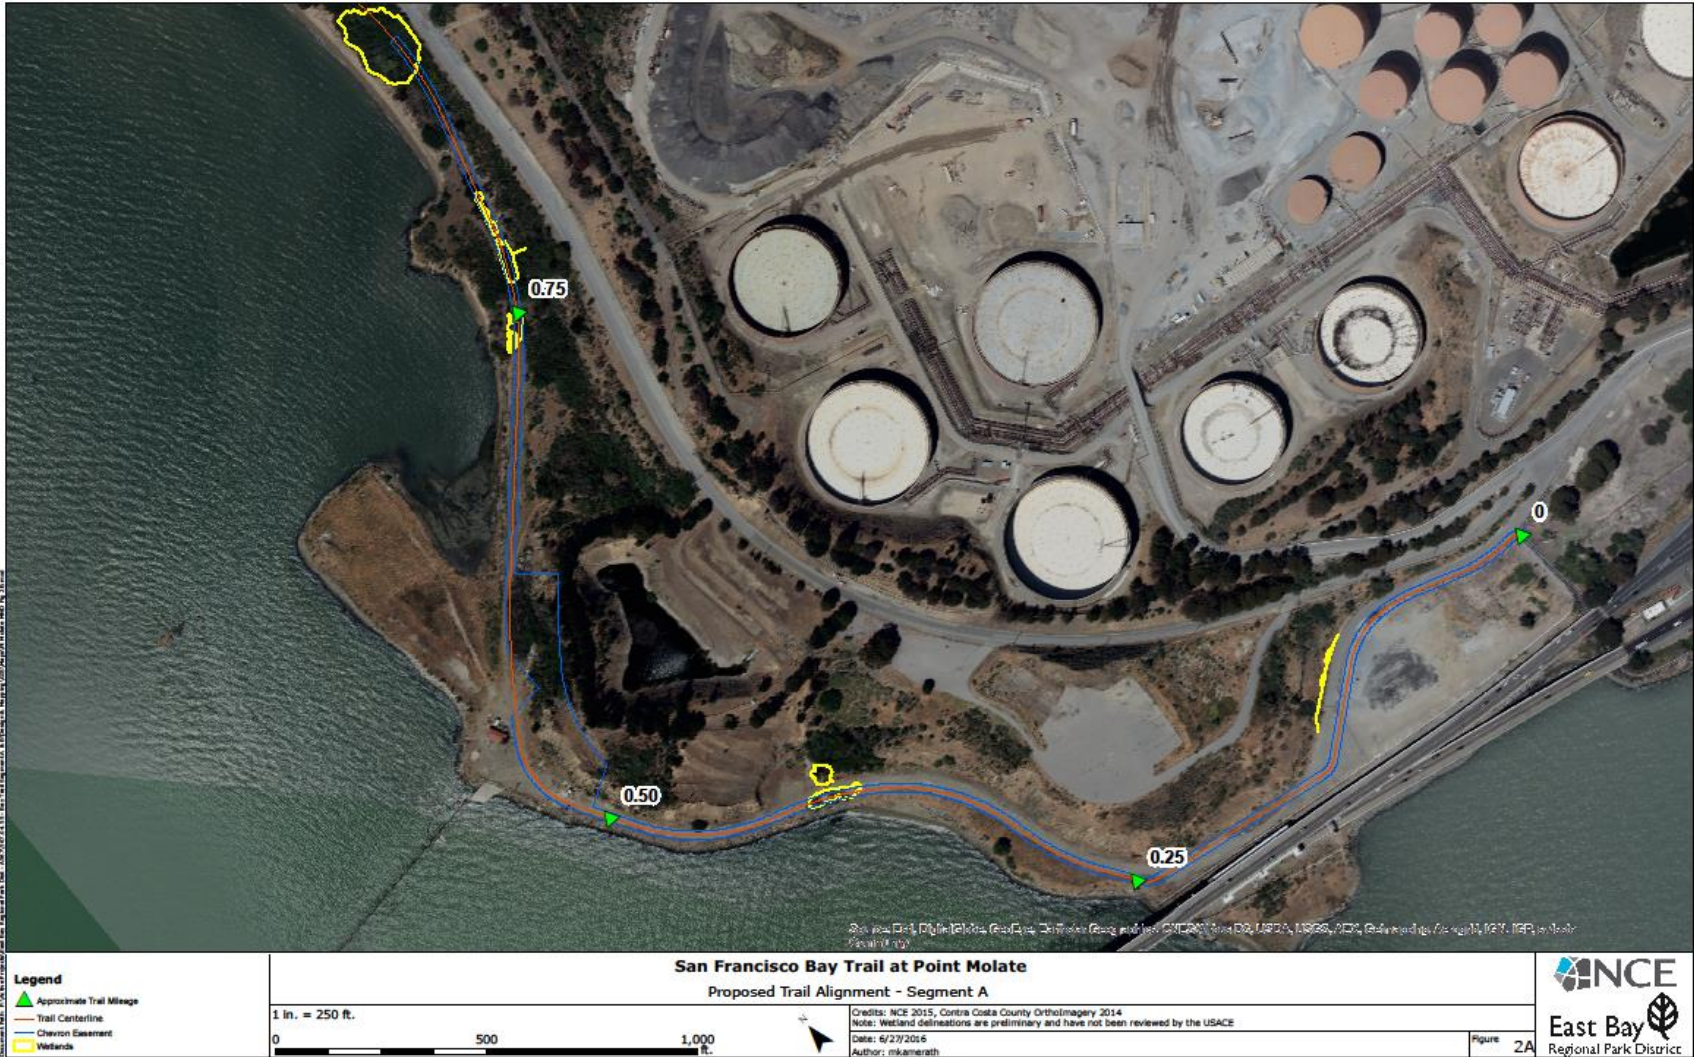 0.75
0
0.50
0.25
Legend
Approximate Trail Mileage
Trail Centerline
Chevron Easement
Wetlands
San Francisco Bay Trail at Point Molate
Proposed Trail Alignment - Segment A
1 in. = 250 ft.
0 500 1,000
ft.
Credits: NCE 2015, Contra Costa County OrthoImagery 2014
Note: Wetland delineations are preliminary and have not been reviewed by the USACE
Date: 6/27/2016
Author: mkamerath
Figure 2A
NCE
East Bay
Regional Park District